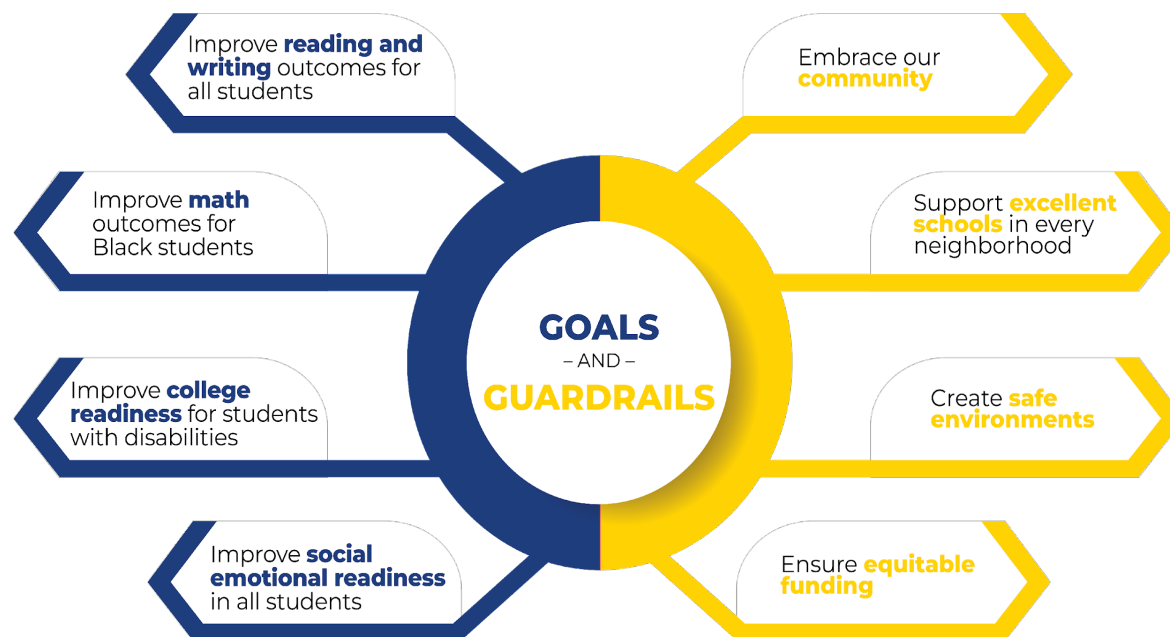 Improve reading and
writing outcomes for
all students
Improve math
outcomes for
Black students
Improve college
readiness for students
with disabilities
Improve social
emotional readiness
in all students
GOALS
– AND –
GUARDRAILS
Embrace our
community
Support excellent
schools in every
neighborhood
Create safe
environments
Ensure equitable
funding